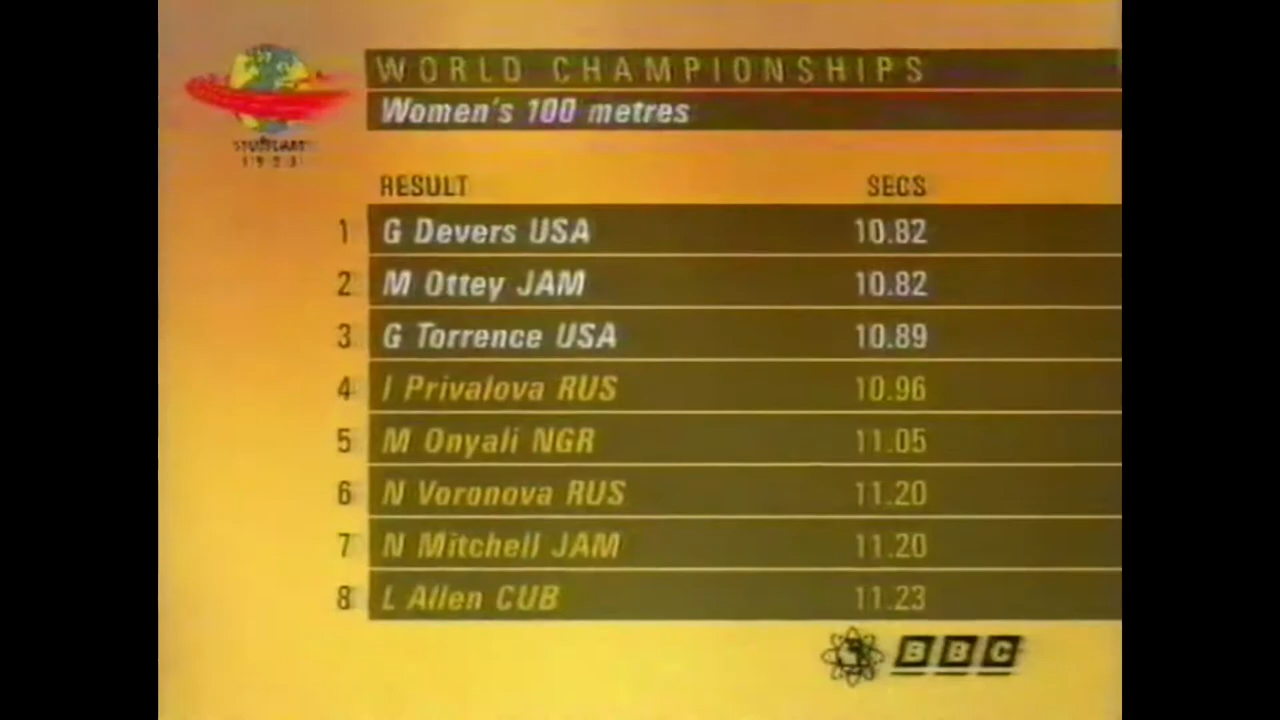 WORLD CHAMPIONSHIPS
Women's 100 metres
STUTTGART
1993
RESULT SECS
1 G Devers USA 10.82
2 M Ottey JAM 10.82
3 G Torrence USA 10.89
4 I Privalova RUS 10.96
5 M Onyali NGR 11.05
6 N Voronova RUS 11.20
7 N Mitchell JAM 11.20
8 L Allen CUB 11.23
BBC